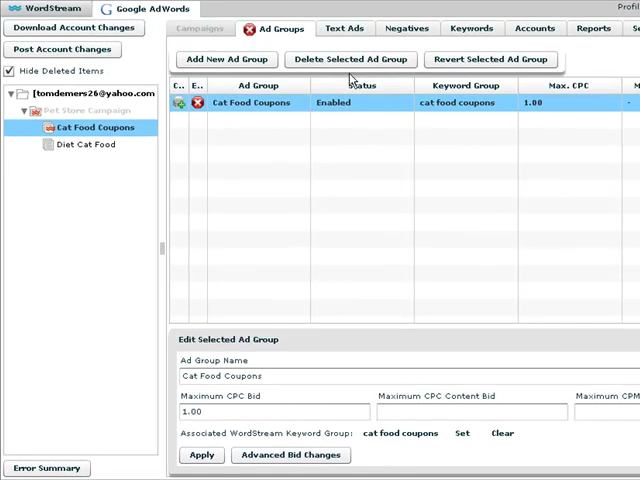 WordStream Google AdWords Profil
Download Account Changes
Post Account Changes
Hide Deleted Items
[tomdemers26@yahoo.com
Pet Store Campaign
Cat Food Coupons
Diet Cat Food
Error Summary
Campaigns Ad Groups Text Ads Negatives Keywords Accounts Reports Se
Add New Ad Group Delete Selected Ad Group Revert Selected Ad Group
C.. E.. Ad Group Status Keyword Group Max. CPC M
Cat Food Coupons Enabled cat food coupons 1.00 -
Edit Selected Ad Group
Ad Group Name
Cat Food Coupons
Maximum CPC Bid Maximum CPC Content Bid Maximum CPM
1.00
Associated WordStream Keyword Group: cat food coupons Set Clear
Apply Advanced Bid Changes